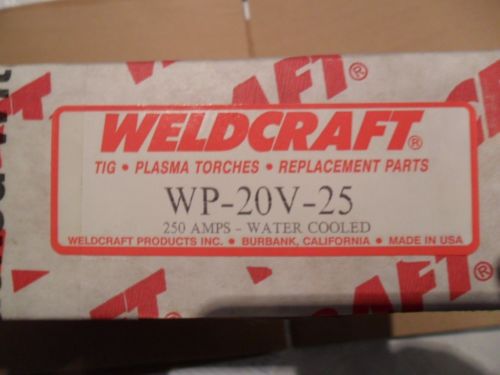 WELDCRAFT®
TIG • PLASMA TORCHES • REPLACEMENT PARTS
WP-20V-25
250 AMPS - WATER COOLED
WELDCRAFT PRODUCTS INC. • BURBANK, CALIFORNIA • MADE IN USA